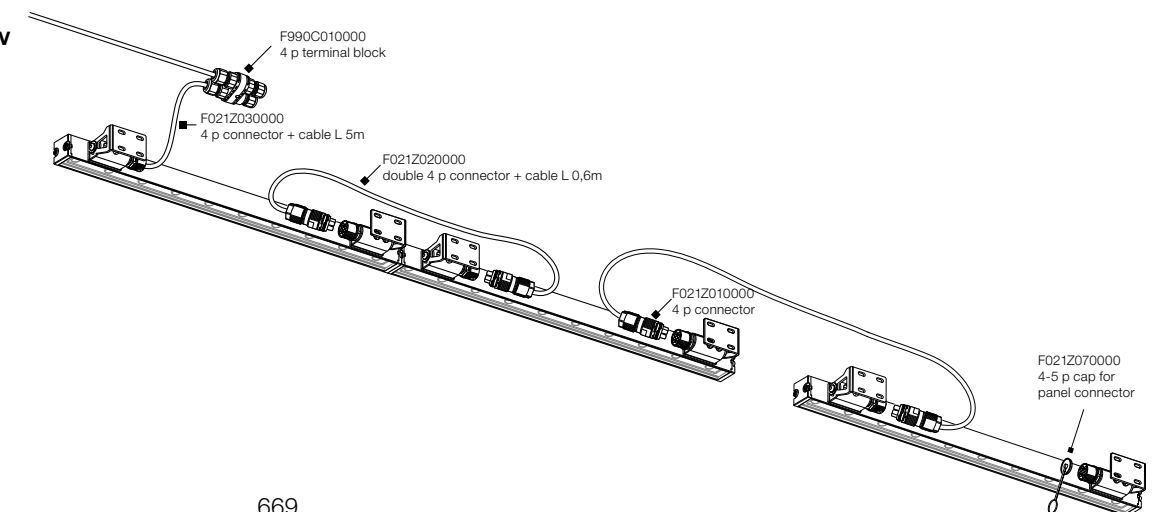 v
F990C010000
4 p terminal block
F021Z030000
4 p connector + cable L 5m
F021Z020000
double 4 p connector + cable L 0,6m
F021Z010000
4 p connector
F021Z070000
4-5 p cap for
panel connector
669